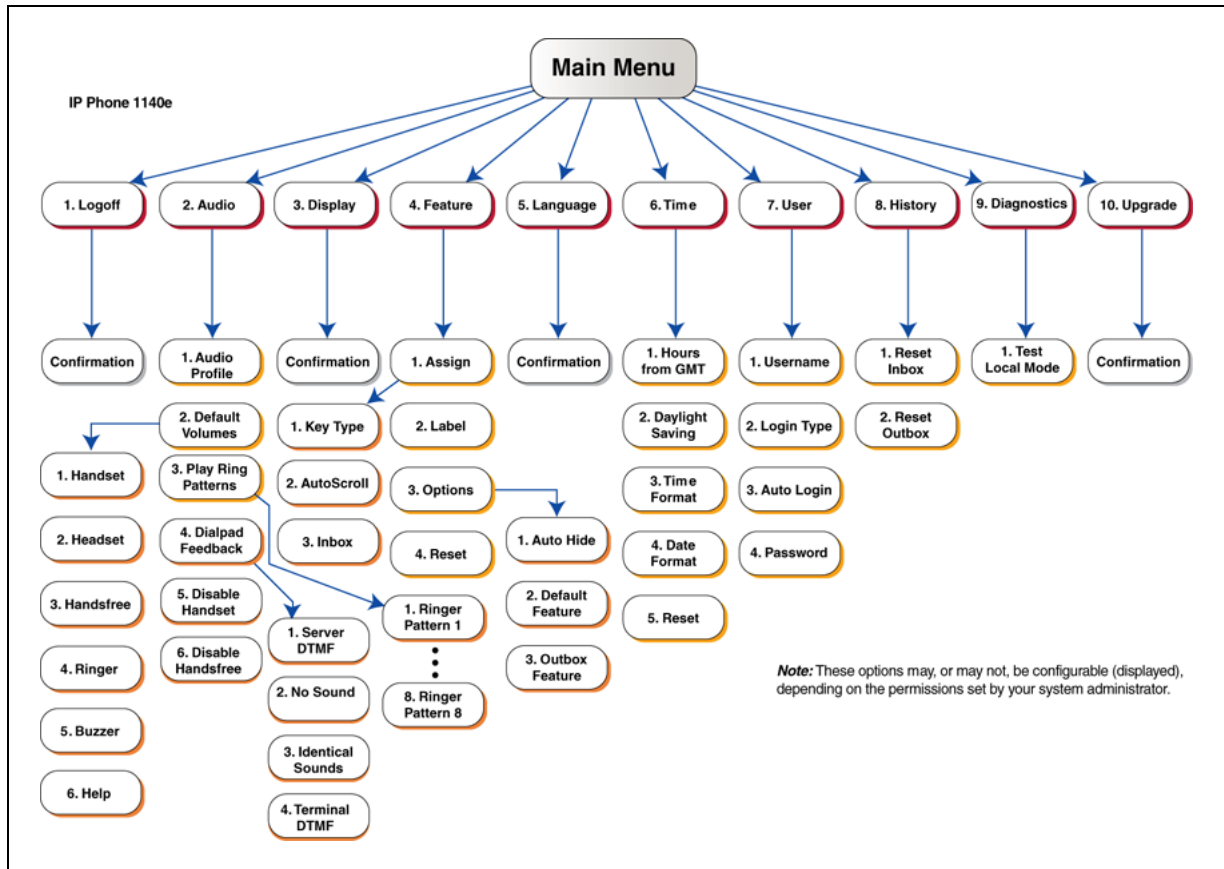 Main Menu
IP Phone 1140e
1. Logoff
2. Audio
3. Display
4. Feature
5. Language
6. Time
7. User
8. History
9. Diagnostics
10. Upgrade
Confirmation
1. Audio
Profile
Confirmation
1. Assign
Confirmation
1. Hours
from GMT
1. Username
1. Reset
Inbox
1. Test
Local Mode
Confirmation
2. Default
Volumes
1. Key Type
2. Label
2. Daylight
Saving
2. Login Type
2. Reset
Outbox
1. Handset
3. Play Ring
Patterns
2. AutoScroll
3. Options
3. Time
Format
3. Auto Login
2. Headset
4. Dialpad
Feedback
3. Inbox
4. Reset
1. Auto Hide
4. Date
Format
4. Password
3. Handsfree
5. Disable
Handset
1. Ringer
Pattern 1
2. Default
Feature
5. Reset
4. Ringer
6. Disable
Handsfree
1. Server
DTMF
3. Outbox
Feature
Note: These options may, or may not, be configurable (displayed),
depending on the permissions set by your system administrator.
2. No Sound
8. Ringer
Pattern 8
5. Buzzer
3. Identical
Sounds
6. Help
4. Terminal
DTMF